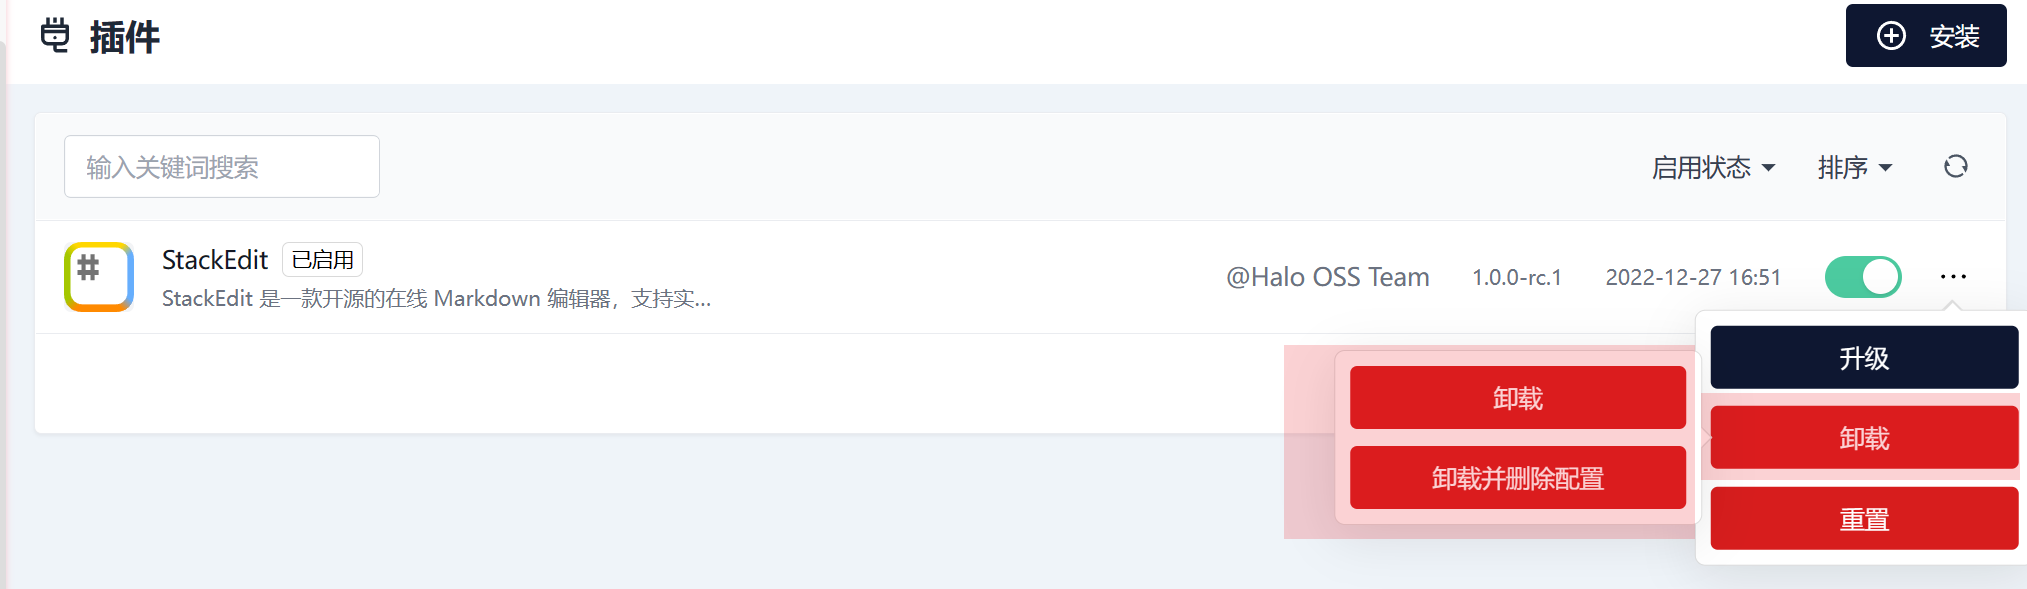 插件
安装
输入关键词搜索
启用状态
排序
StackEdit 已启用
StackEdit 是一款开源的在线 Markdown 编辑器，支持实...
@Halo OSS Team
1.0.0-rc.1
2022-12-27 16:51
升级
卸载
重置
卸载
卸载并删除配置